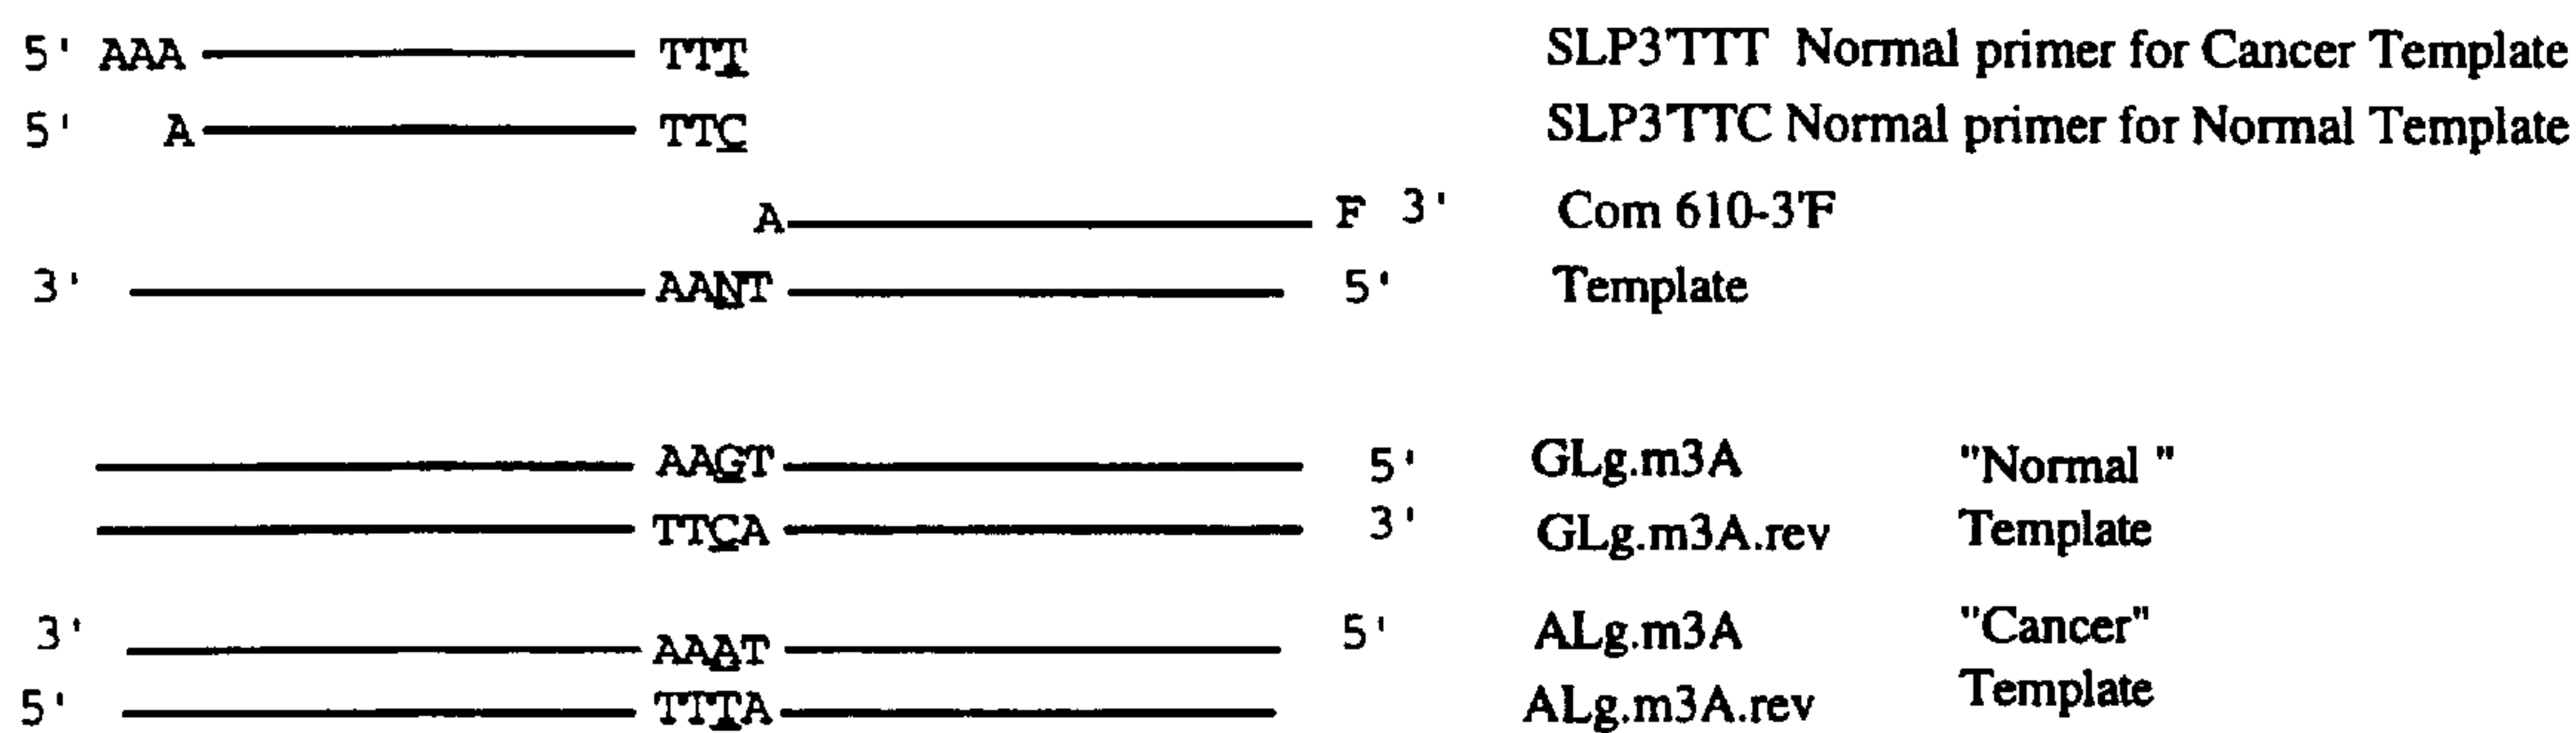 5' AAA TTT SLP3'TTT Normal primer for Cancer Template
5' A TTC SLP3'TTC Normal primer for Normal Template
A F 3' Com 610-3'F
3' AANT 5' Template
AAGT 5' GLg.m3A "Normal "
TTCA 3' GLg.m3A.rev Template
3' AAAT 5' ALg.m3A "Cancer"
5' TTTA ALg.m3A.rev Template